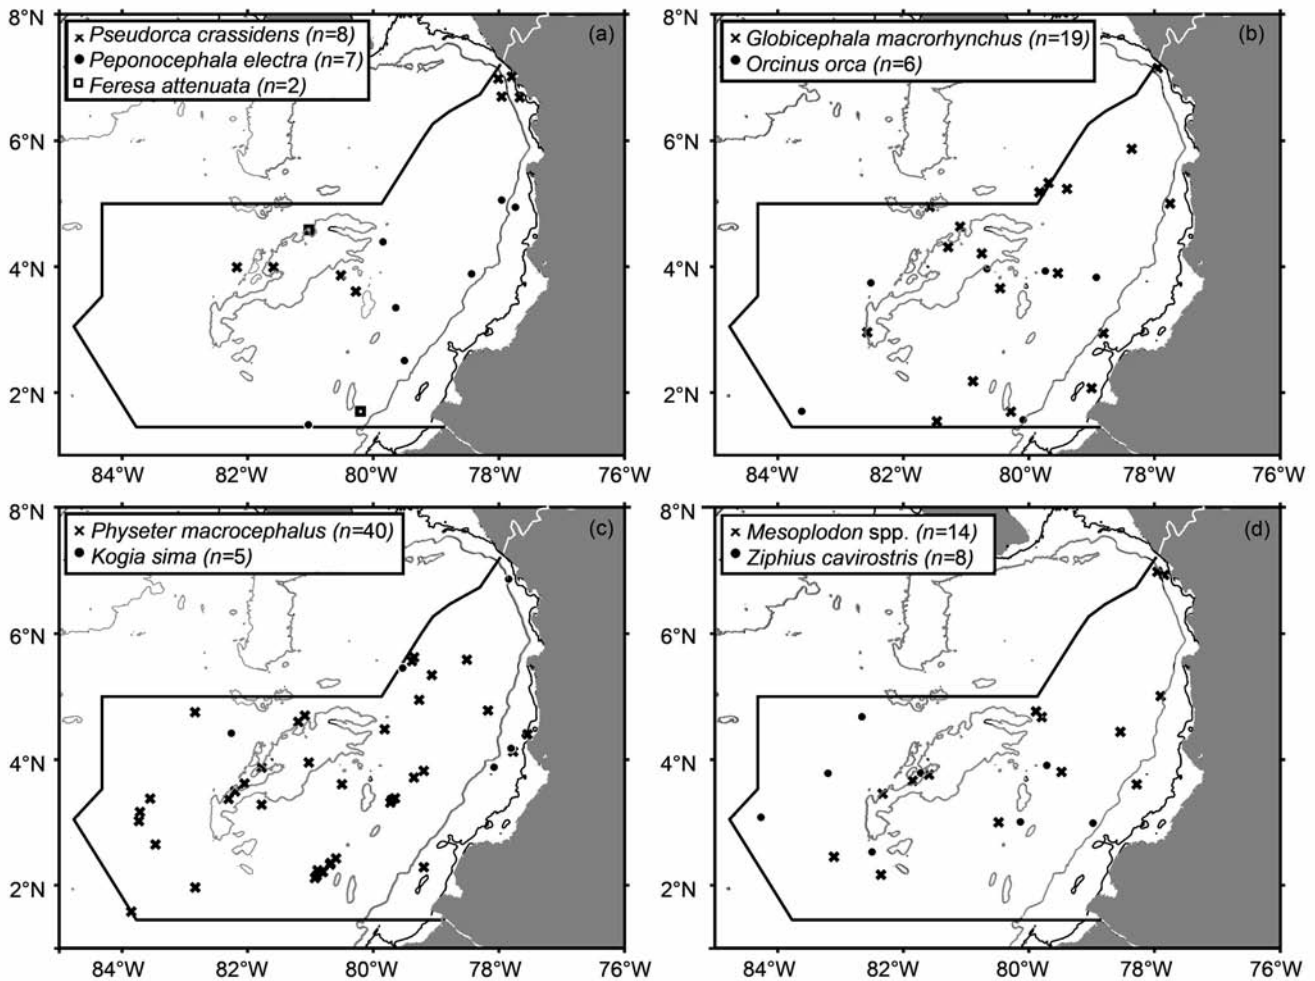 8°N
6°N
4°N
2°N
Pseudorca crassidens (n=8)
Peponocephala electra (n=7)
Feresa attenuata (n=2)
(a)
84°W 82°W 80°W 78°W 76°W
8°N
6°N
4°N
2°N
Globicephala macrorhynchus (n=19)
Orcinus orca (n=6)
(b)
84°W 82°W 80°W 78°W 76°W
8°N
6°N
4°N
2°N
Physeter macrocephalus (n=40)
Kogia sima (n=5)
(c)
84°W 82°W 80°W 78°W 76°W
8°N
6°N
4°N
2°N
Mesoplodon spp. (n=14)
Ziphius cavirostris (n=8)
(d)
84°W 82°W 80°W 78°W 76°W